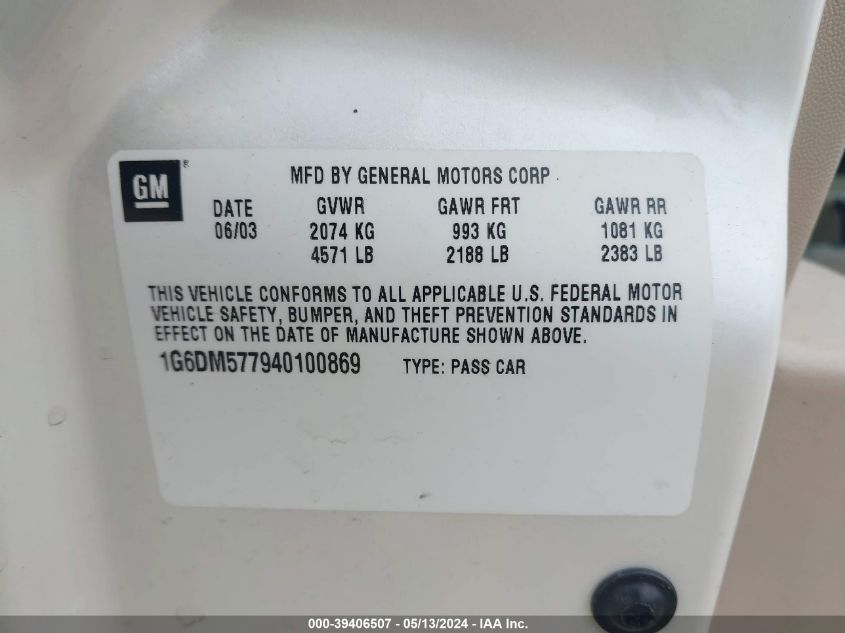 GM®
MFD BY GENERAL MOTORS CORP
DATE GVWR GAWR FRT GAWR RR
06/03 2074 KG 993 KG 1081 KG
4571 LB 2188 LB 2383 LB
THIS VEHICLE CONFORMS TO ALL APPLICABLE U.S. FEDERAL MOTOR
VEHICLE SAFETY, BUMPER, AND THEFT PREVENTION STANDARDS IN
EFFECT ON THE DATE OF MANUFACTURE SHOWN ABOVE.
1G6DM577940100869 TYPE: PASS CAR
000-39406507 - 05/13/2024 - IAA Inc.